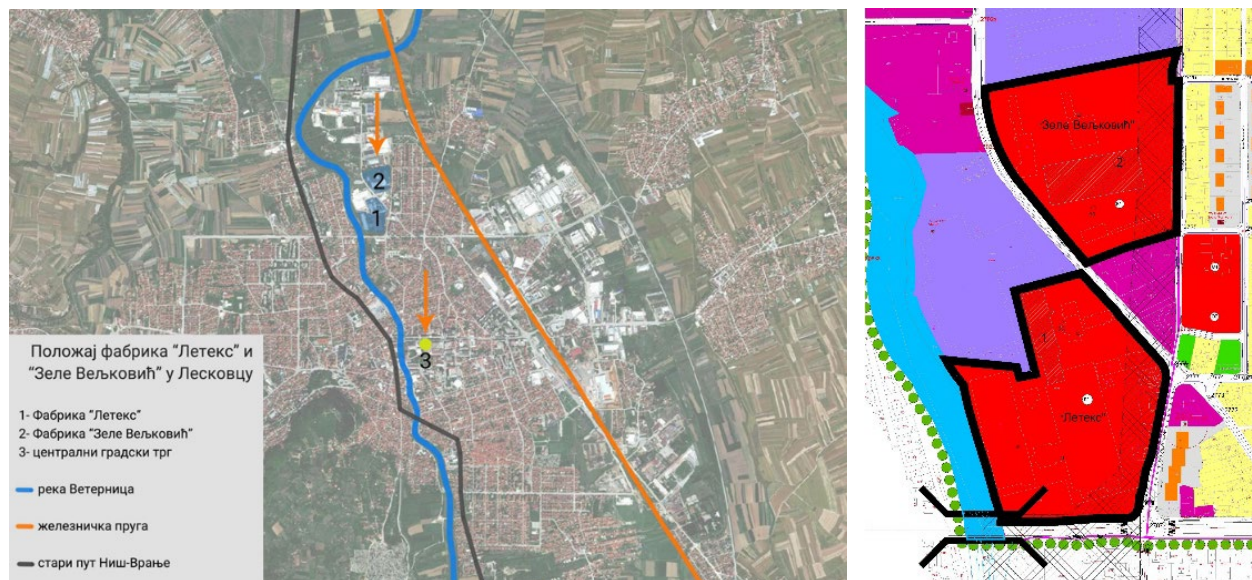 2
1
3
Положај фабрика "Летекс" и
"Зеле Вељковић" у Лесковцу
1- Фабрика "Летекс"
2- Фабрика "Зеле Вељковић"
3- централни градски трг
река Ветерница
железничка пруга
стари пут Ниш-Врање
"Зеле Вељковић"
2
1
"Летекс"